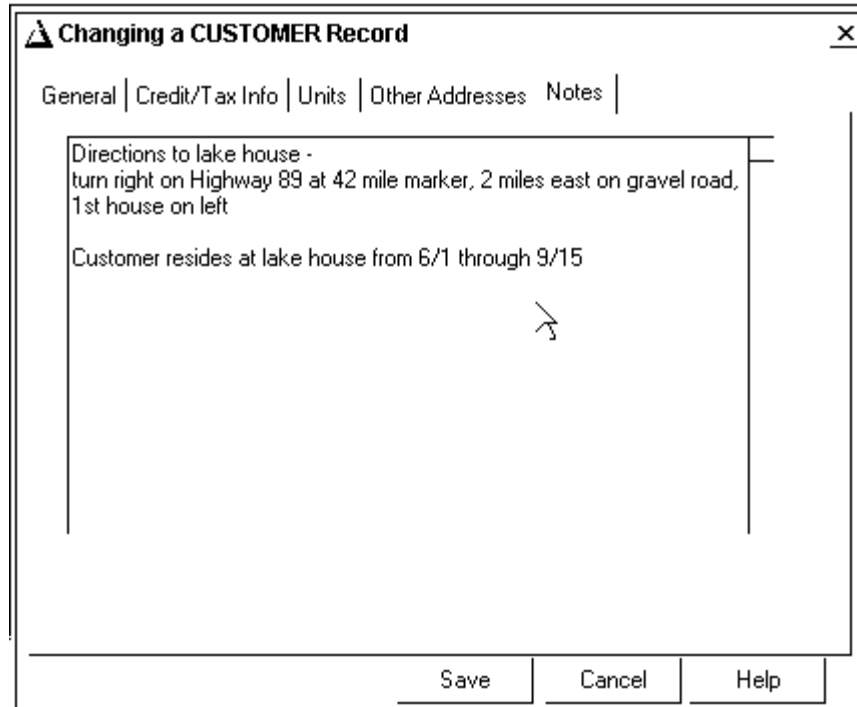 Changing a CUSTOMER Record
General Credit/Tax Info Units Other Addresses Notes
Directions to lake house -
turn right on Highway 89 at 42 mile marker, 2 miles east on gravel road,
1st house on left
Customer resides at lake house from 6/1 through 9/15
Save Cancel Help